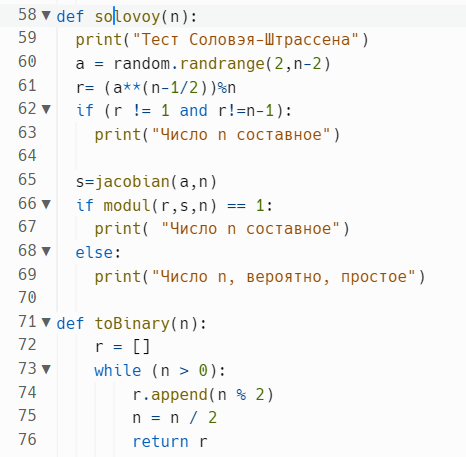 58 ▼ def solovoy(n):
59     print("Тест Соловэя-Штрассена")
60     a = random.randrange(2,n-2)
61     r= (a**(n-1/2))%n
62 ▼   if (r != 1 and r!=n-1):
63       print("Число n составное")
64
65     s=jacobian(a,n)
66 ▼   if modul(r,s,n) == 1:
67       print( "Число n составное")
68 ▼   else:
69       print("Число n, вероятно, простое")
70
71 ▼ def toBinary(n):
72       r = []
73 ▼     while (n > 0):
74           r.append(n % 2)
75           n = n / 2
76           return r